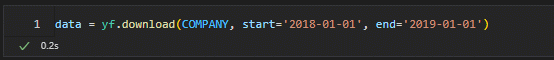 1 data = yf.download(COMPANY, start='2018-01-01', end='2019-01-01')
0.2s